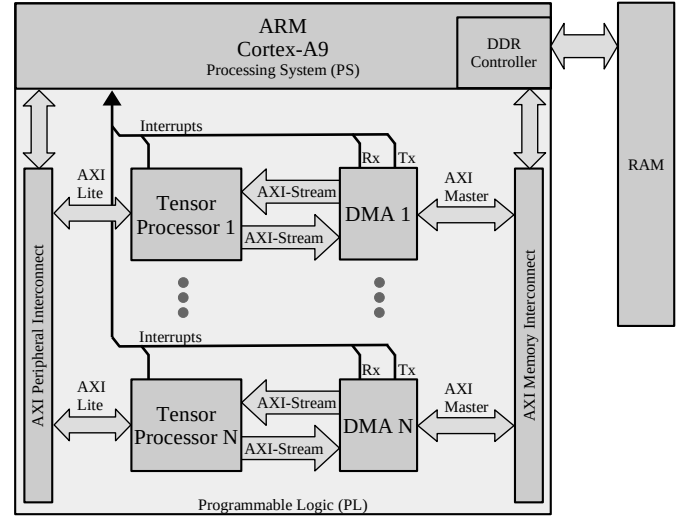 ARM
Cortex-A9
Processing System (PS)
DDR
Controller
RAM
Interrupts
Rx
Tx
AXI
Lite
Tensor
Processor 1
AXI-Stream
AXI-Stream
DMA 1
AXI
Master
AXI Peripheral Interconnect
AXI Memory Interconnect
Interrupts
Rx
Tx
AXI
Lite
Tensor
Processor N
AXI-Stream
AXI-Stream
DMA N
AXI
Master
Programmable Logic (PL)